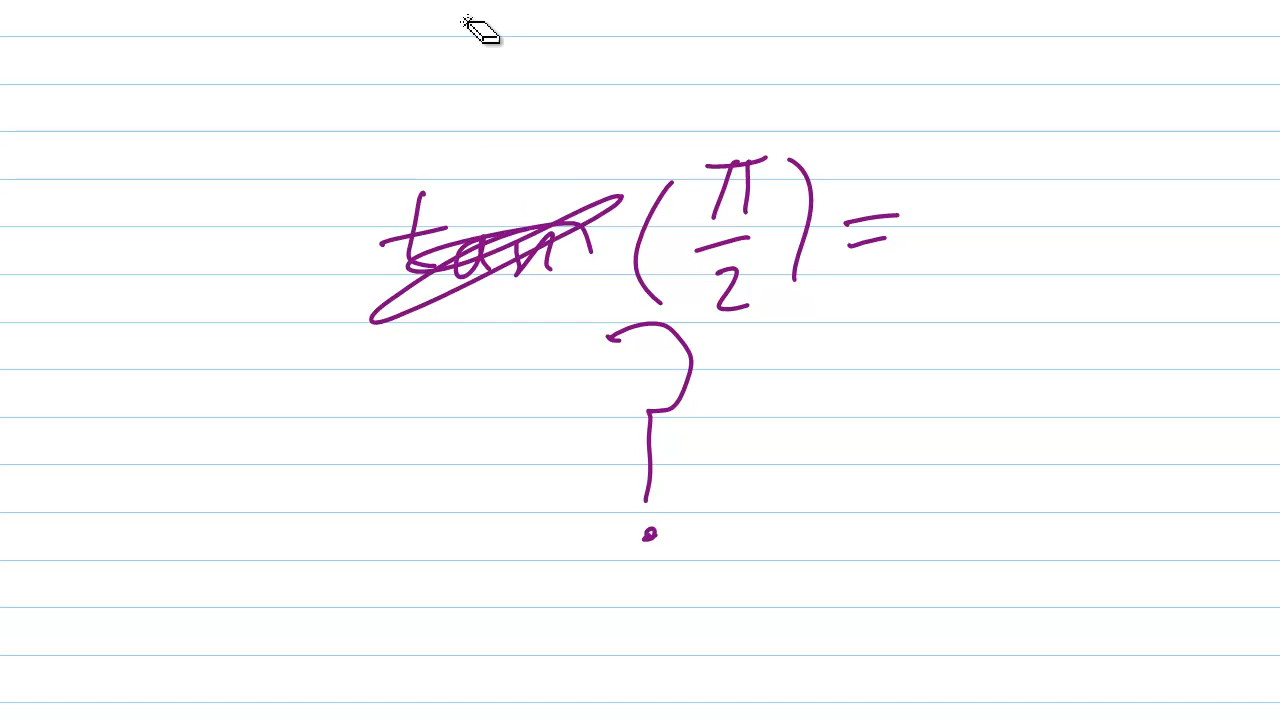 tan (π/2) =
?